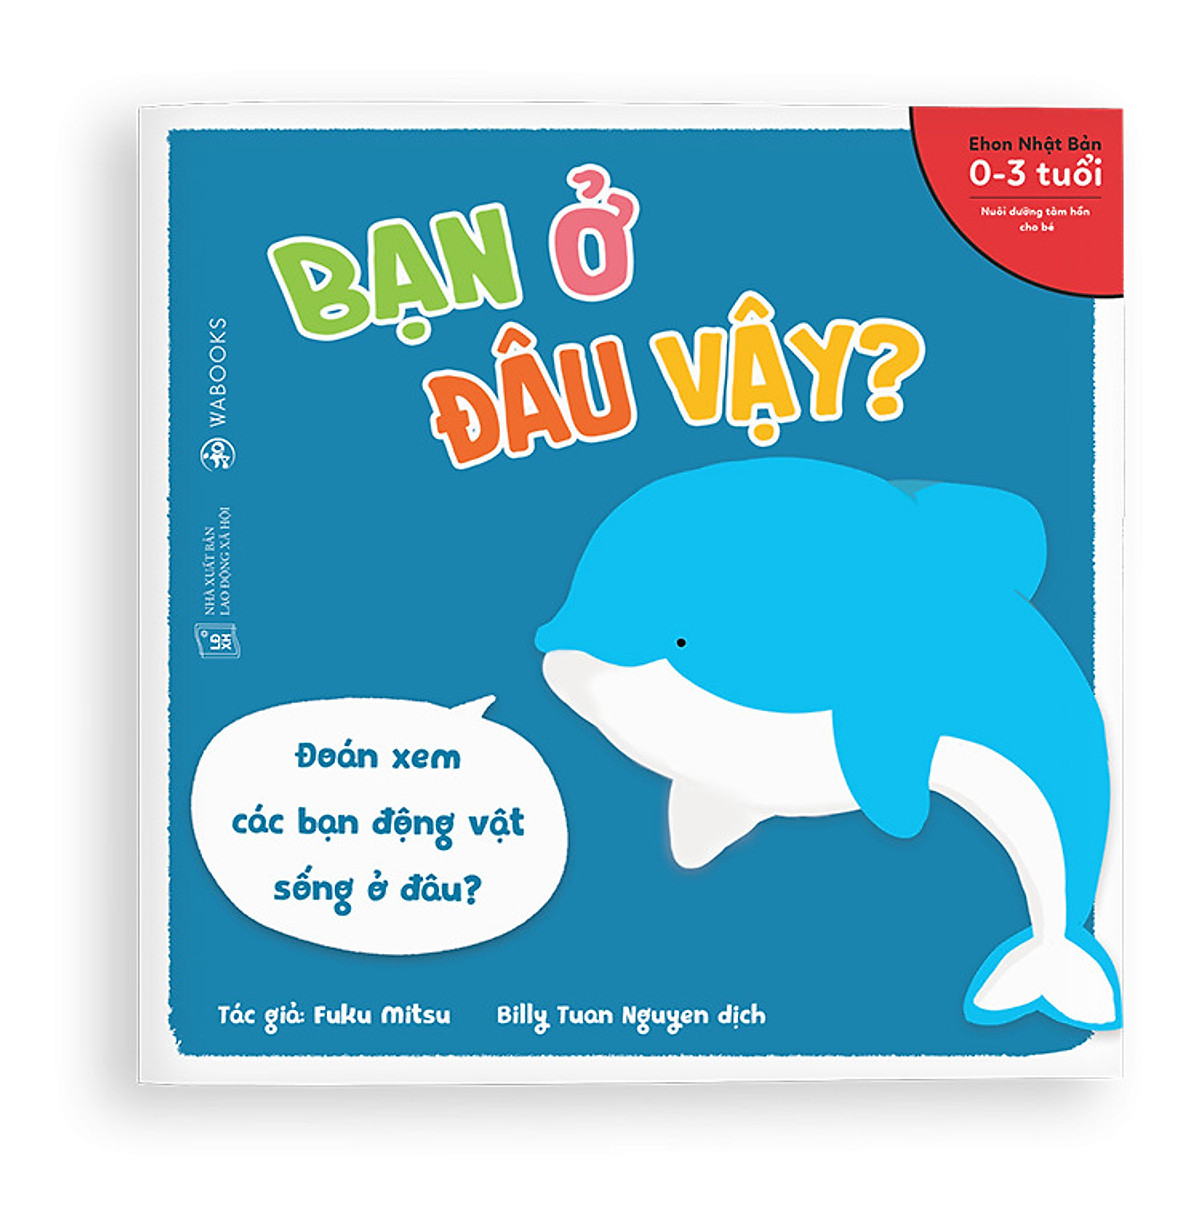 Ehon Nhật Bản
0-3 tuổi
Nuôi dưỡng tâm hồn
cho bé
BẠN Ở
ĐÂU VẬY?
WABOOKS
NHÀ XUẤT BẢN
LAO ĐỘNG XÃ HỘI
LĐ
XH
Đoán xem
các bạn động vật
sống ở đâu?
Tác giả: Fuku Mitsu Billy Tuan Nguyen dịch